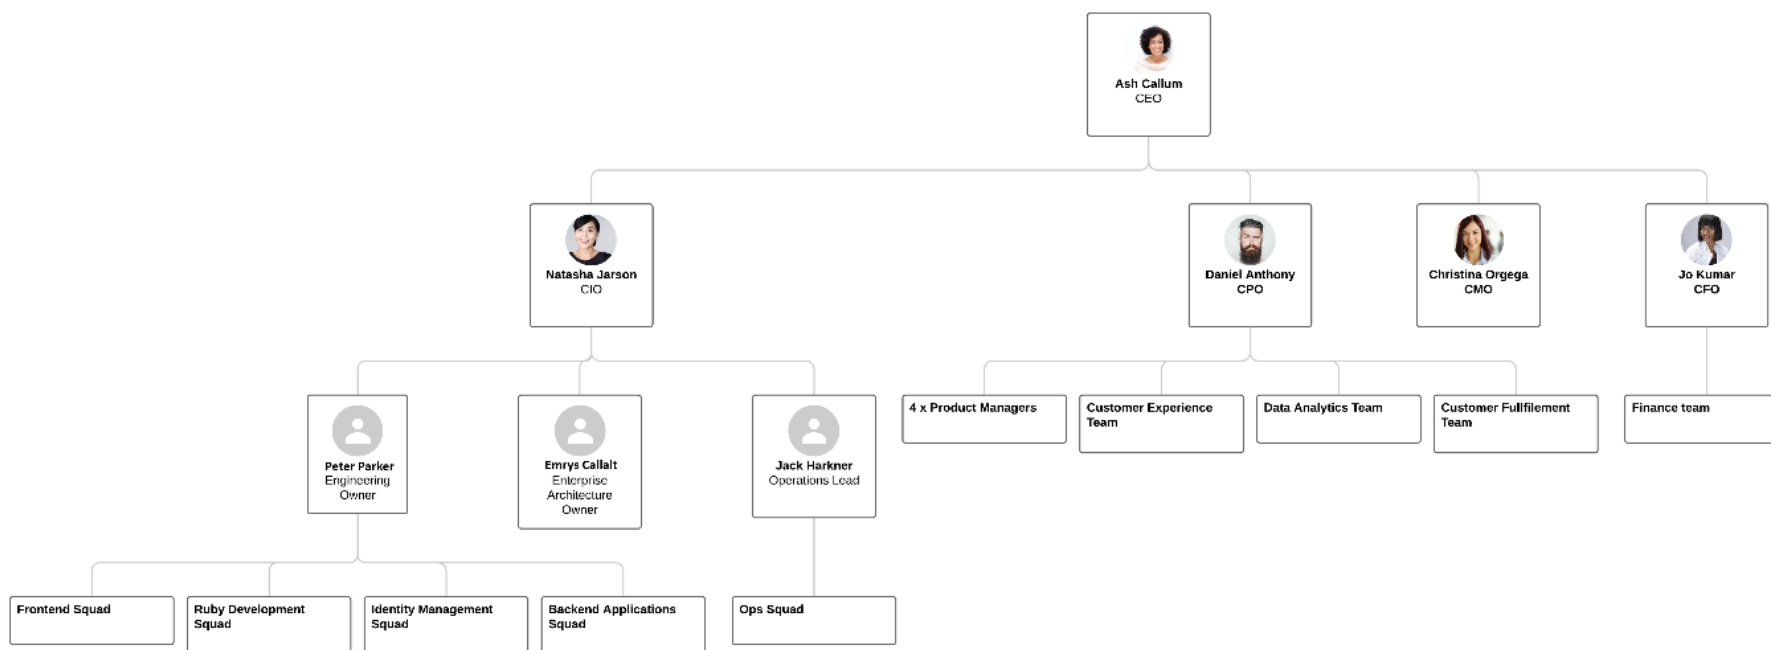 Ash Callum
CEO
Natasha Jarson
CIO
Daniel Anthony
CPO
Christina Orgega
CMO
Jo Kumar
CFO
Peter Parker
Engineering
Owner
Emrys Callalt
Enterprise
Architecture
Owner
Jack Harkner
Operations Lead
4 x Product Managers
Customer Experience
Team
Data Analytics Team
Customer Fullfilement
Team
Finance team
Frontend Squad
Ruby Development
Squad
Identity Management
Squad
Backend Applications
Squad
Ops Squad